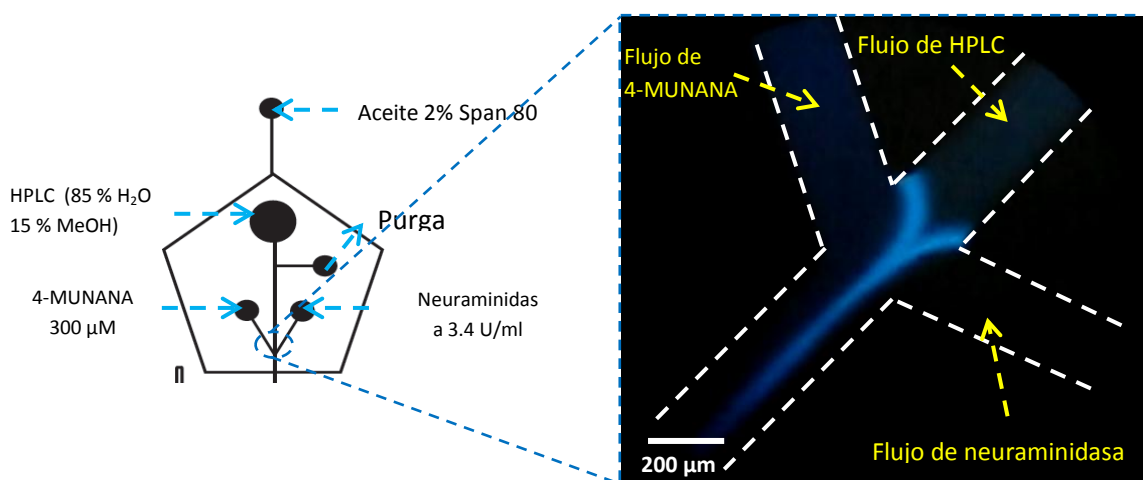 Aceite 2% Span 80
HPLC (85 % H₂O
15 % MeOH)
Purga
4-MUNANA
300 µM
Neuraminidas
a 3.4 U/ml
Flujo de
4-MUNANA
Flujo de HPLC
200 µm
Flujo de neuraminidasa